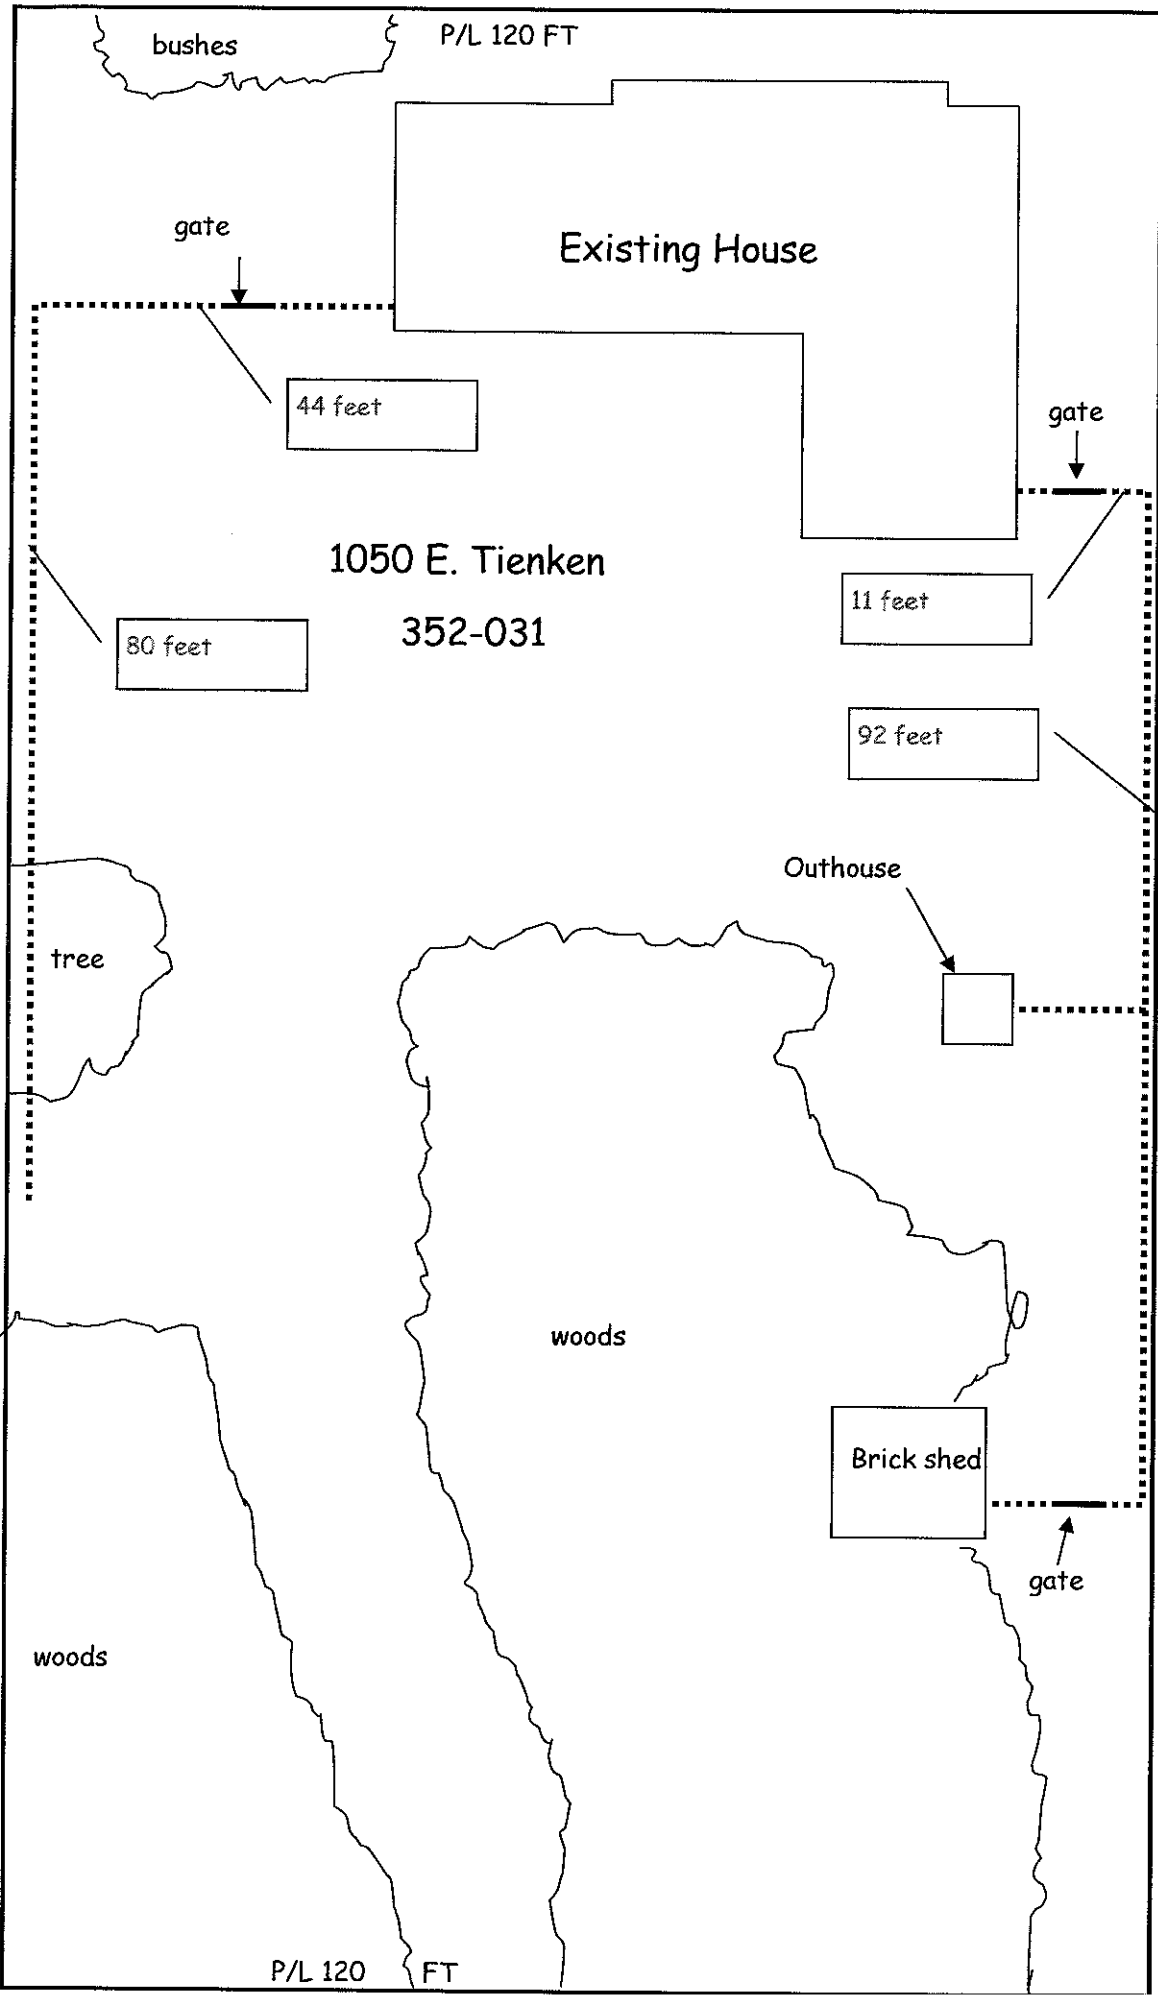 P/L 120 FT
bushes
gate
Existing House
44 feet
gate
1050 E. Tienken
352-031
11 feet
80 feet
92 feet
Outhouse
tree
woods
Brick shed
gate
woods
P/L 120 FT